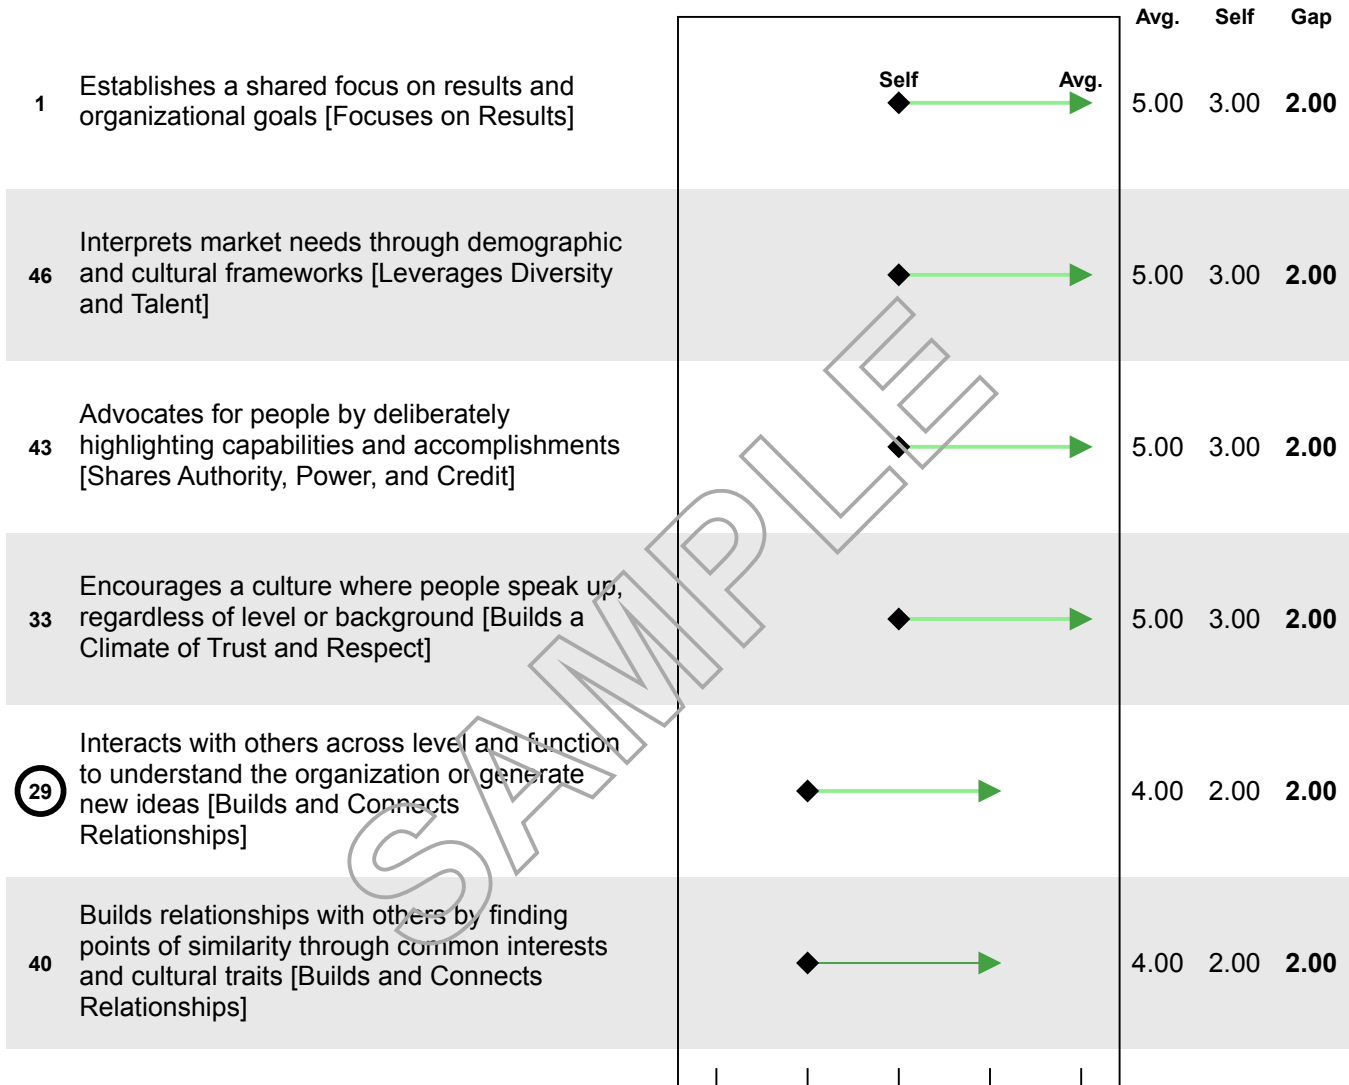 Avg. Self Gap
Self Avg.
1 Establishes a shared focus on results and
organizational goals [Focuses on Results]
5.00 3.00 2.00
46 Interprets market needs through demographic
and cultural frameworks [Leverages Diversity
and Talent]
5.00 3.00 2.00
43 Advocates for people by deliberately
highlighting capabilities and accomplishments
[Shares Authority, Power, and Credit]
5.00 3.00 2.00
33 Encourages a culture where people speak up,
regardless of level or background [Builds a
Climate of Trust and Respect]
5.00 3.00 2.00
29 Interacts with others across level and function
to understand the organization or generate
new ideas [Builds and Connects
Relationships]
4.00 2.00 2.00
40 Builds relationships with others by finding
points of similarity through common interests
and cultural traits [Builds and Connects
Relationships]
4.00 2.00 2.00
SAMPLE